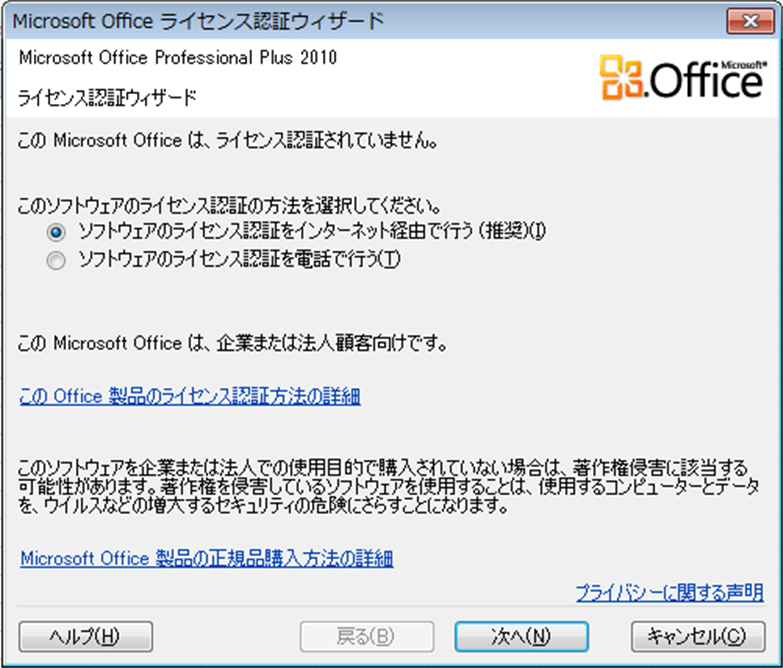 Microsoft Office ライセンス認証ウィザード
Microsoft Office Professional Plus 2010
Microsoft®
Office
ライセンス認証ウィザード
この Microsoft Office は、ライセンス認証されていません。
このソフトウェアのライセンス認証の方法を選択してください。
ソフトウェアのライセンス認証をインターネット経由で行う (推奨)(I)
ソフトウェアのライセンス認証を電話で行う(T)
この Microsoft Office は、企業または法人顧客向けです。
この Office 製品のライセンス認証方法の詳細
このソフトウェアを企業または法人での使用目的で購入されていない場合は、著作権侵害に該当する
可能性があります。著作権を侵害しているソフトウェアを使用することは、使用するコンピューターとデータ
を、ウイルスなどの増大するセキュリティの危険にさらすことになります。
Microsoft Office 製品の正規品購入方法の詳細
プライバシーに関する声明
ヘルプ(H)
戻る(B)
次へ(N)
キャンセル(C)